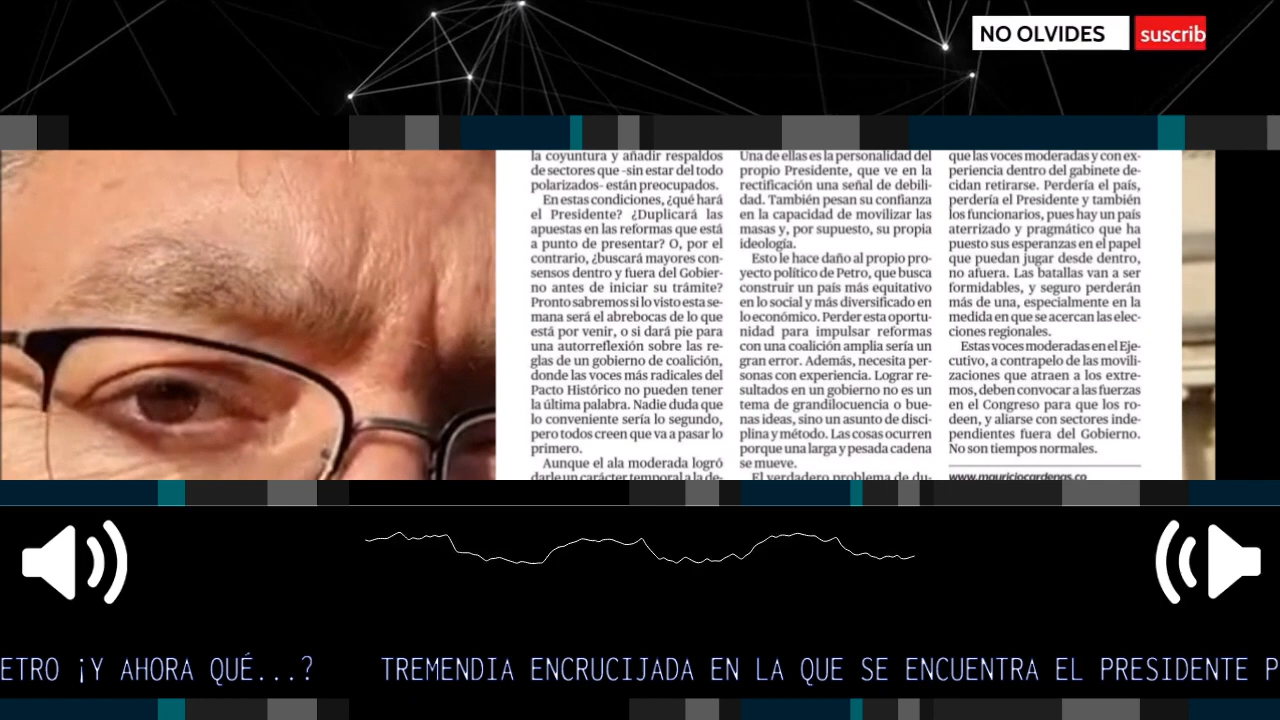 NO OLVIDES suscrib
la coyuntura y añadir respaldos
de sectores que -sin estar del todo
polarizados- están preocupados.
En estas condiciones, ¿qué hará
el Presidente? ¿Duplicará las
apuestas en las reformas que está
a punto de presentar? O, por el
contrario, ¿buscará mayores con-
sensos dentro y fuera del Gobier-
no antes de iniciar su trámite?
Pronto sabremos si lo visto esta se-
mana será el abrebocas de lo que
está por venir, o si dará pie para
una autorreflexión sobre las re-
glas de un gobierno de coalición,
donde las voces más radicales del
Pacto Histórico no pueden tener
la última palabra. Nadie duda que
lo conveniente sería lo segundo,
pero todos creen que va a pasar lo
primero.
Aunque el ala moderada logró
darle un carácter temporal a la de-
Una de ellas es la personalidad del
propio Presidente, que ve en la
rectificación una señal de debili-
dad. También pesan su confianza
en la capacidad de movilizar las
masas y, por supuesto, su propia
ideología.
Esto le hace daño al propio pro-
yecto político de Petro, que busca
construir un país más equitativo
en lo social y más diversificado en
lo económico. Perder esta oportu-
nidad para impulsar reformas
con una coalición amplia sería un
gran error. Además, necesita per-
sonas con experiencia. Lograr re-
sultados en un gobierno no es un
tema de grandilocuencia o bue-
nas ideas, sino un asunto de disci-
plina y método. Las cosas ocurren
porque una larga y pesada cadena
se mueve.
El verdadero problema de du-
que las voces moderadas y con ex-
periencia dentro del gabinete de-
cidan retirarse. Perdería el país,
perdería el Presidente y también
los funcionarios, pues hay un país
aterrizado y pragmático que ha
puesto sus esperanzas en el papel
que puedan jugar desde dentro,
no afuera. Las batallas van a ser
formidables, y seguro perderán
más de una, especialmente en la
medida en que se acercan las elec-
ciones regionales.
Estas voces moderadas en el Eje-
cutivo, a contrapelo de las movili-
zaciones que atraen a los extre-
mos, deben convocar a las fuerzas
en el Congreso para que los ro-
deen, y aliarse con sectores inde-
pendientes fuera del Gobierno.
No son tiempos normales.
www.mauriciocardenas.co
ETRO ¡Y AHORA QUÉ...? TREMENDIA ENCRUCIJADA EN LA QUE SE ENCUENTRA EL PRESIDENTE P